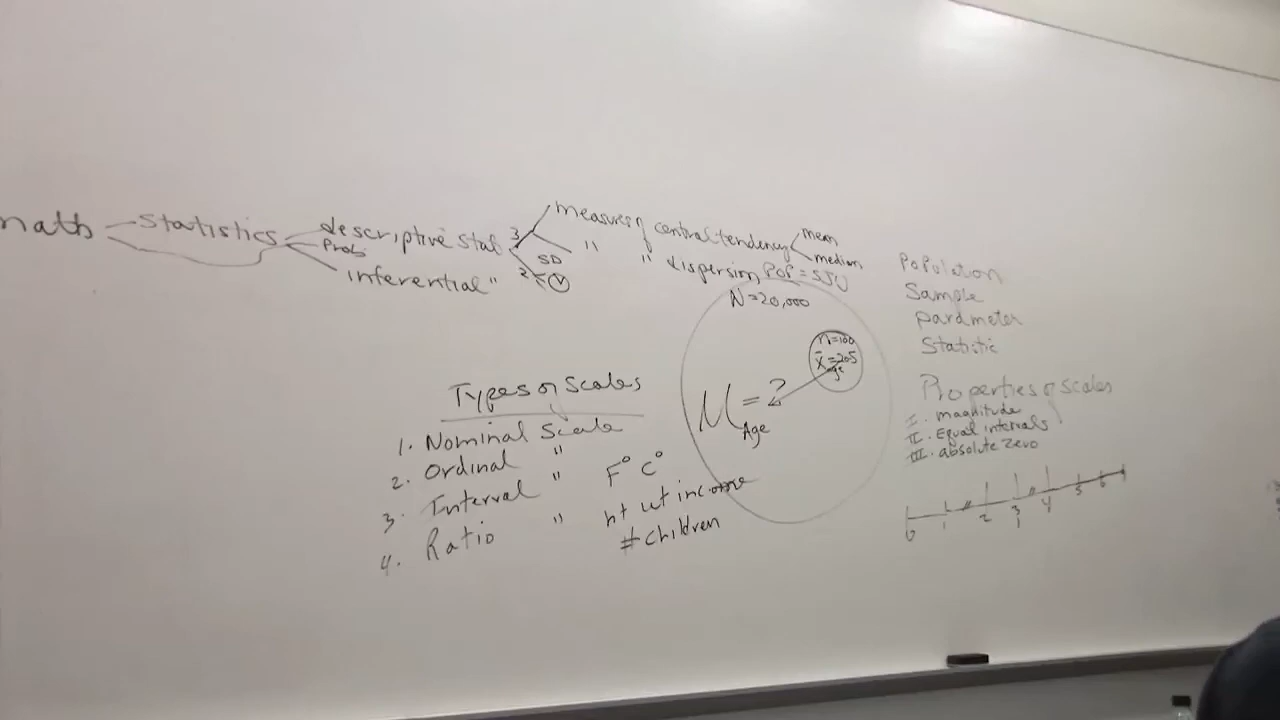 math
Statistics
descriptive stat
Prob
inferential "
3
measures of central tendency
mean
median
" " dispersion
SD
2
POP = SJU
N = 20,000
n=100
x̄ = 20.5
age
M = ?
Age
Population
Sample
parameter
Statistic
Properties of scales
I. magnitude
II. Equal intervals
III. absolute zero
0 1 2 3 4 5 6 7
Types of Scales
1. Nominal Scale
2. Ordinal "
3. Interval " F° C°
4. Ratio " ht wt income
# children